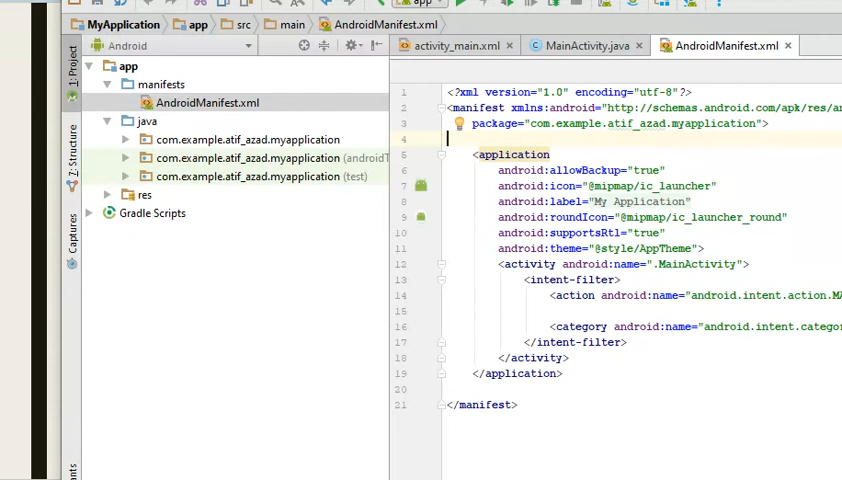 app
MyApplication app src main AndroidManifest.xml
Android
activity_main.xml MainActivity.java AndroidManifest.xml
1: Project
7: Structure
Captures
app
manifests
AndroidManifest.xml
java
com.example.atif_azad.myapplication
com.example.atif_azad.myapplication (androidT
com.example.atif_azad.myapplication (test)
res
Gradle Scripts
1 <?xml version="1.0" encoding="utf-8"?>
2 <manifest xmlns:android="http://schemas.android.com/apk/res/an
3 package="com.example.atif_azad.myapplication">
4
5 <application
6 android:allowBackup="true"
7 android:icon="@mipmap/ic_launcher"
8 android:label="My Application"
9 android:roundIcon="@mipmap/ic_launcher_round"
10 android:supportsRtl="true"
11 android:theme="@style/AppTheme">
12 <activity android:name=".MainActivity">
13 <intent-filter>
14 <action android:name="android.intent.action.MA
15
16 <category android:name="android.intent.categor
17 </intent-filter>
18 </activity>
19 </application>
20
21 </manifest>